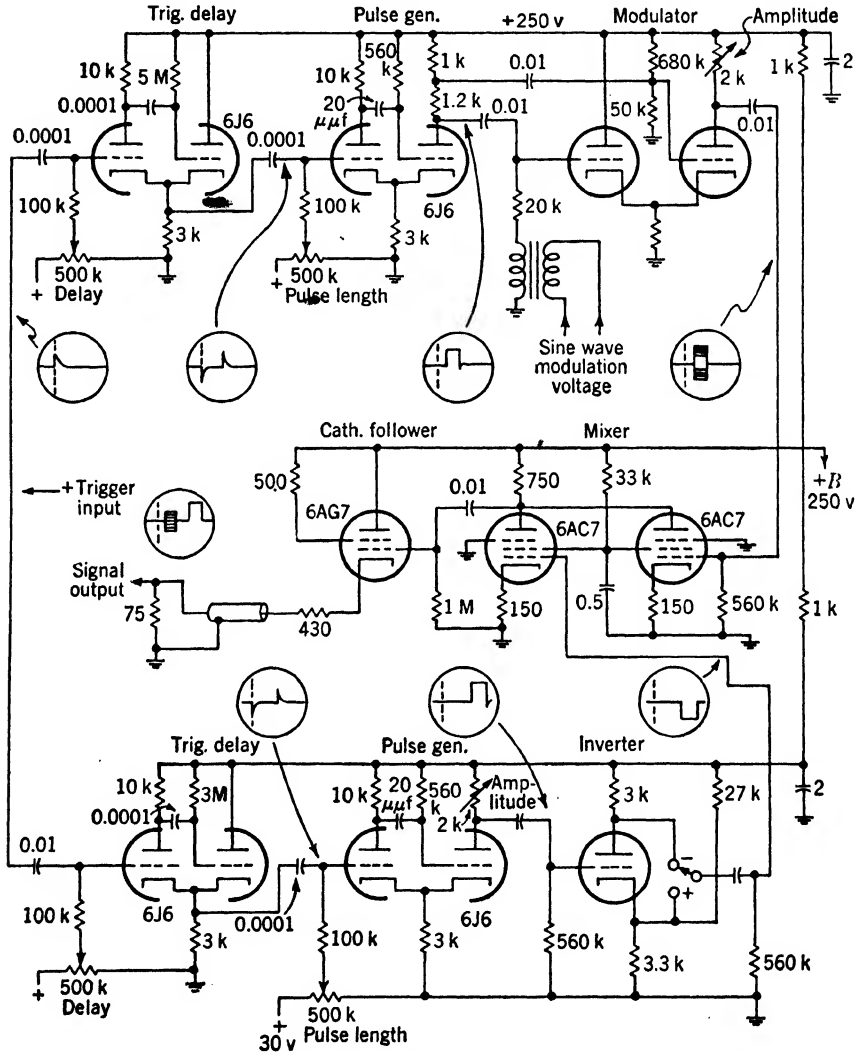 Trig. delay
Pulse gen.
+250 v
Modulator
Amplitude
10 k
5 M
10 k
560
k
1 k
0.01
680 k
2 k
1 k
2
0.0001
20
μμf
1.2 k
0.01
50 k
0.01
0.0001
6J6
0.0001
6J6
100 k
3 k
100 k
3 k
20 k
+
500 k
Delay
+
500 k
Pulse length
Sine wave
modulation
voltage
Cath. follower
Mixer
500
750
33 k
+B
250 v
+ Trigger
input
0.01
6AG7
6AC7
6AC7
Signal
output
75
430
1 M
150
0.5
150
560 k
1 k
Trig. delay
Pulse gen.
Inverter
10 k
3M
10 k
20
μμf
560
k
Amp-
litude
2 k
3 k
27 k
2
0.0001
0.01
−
+
6J6
0.0001
6J6
100 k
3 k
100 k
3 k
560 k
3.3 k
560 k
+
500 k
Delay
+
30 v
500 k
Pulse length